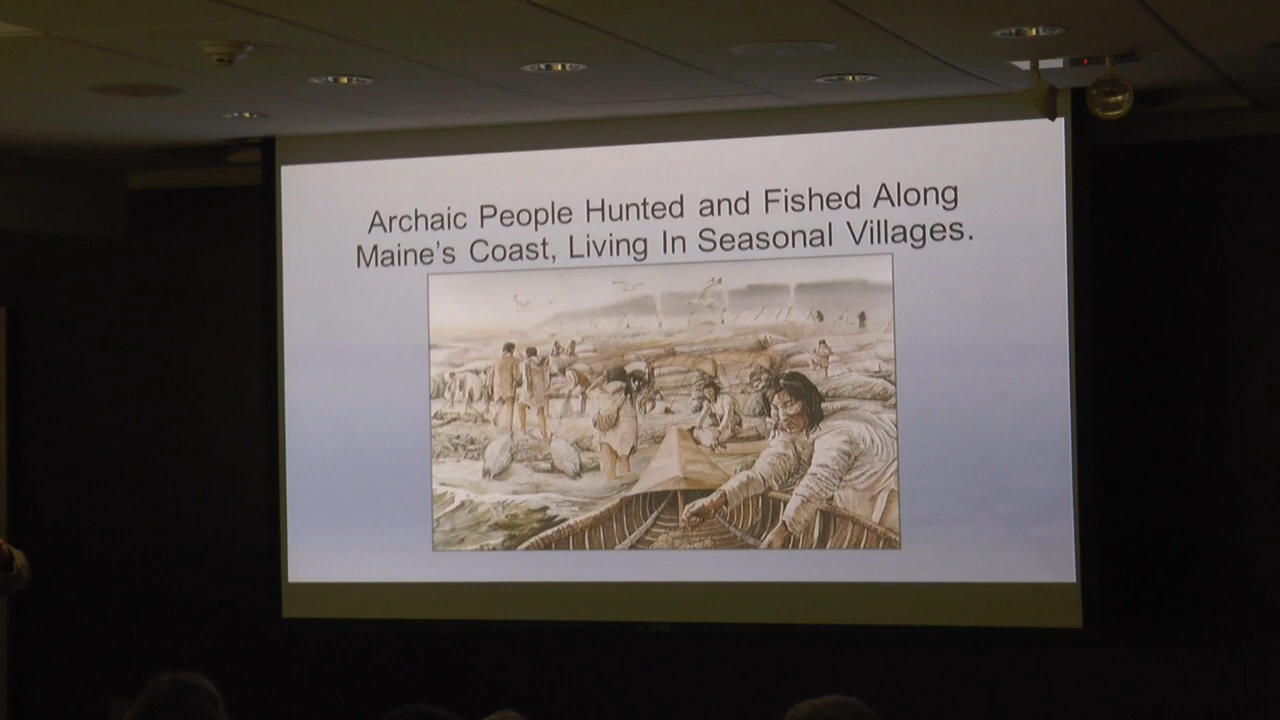 Archaic People Hunted and Fished Along
Maine's Coast, Living In Seasonal Villages.